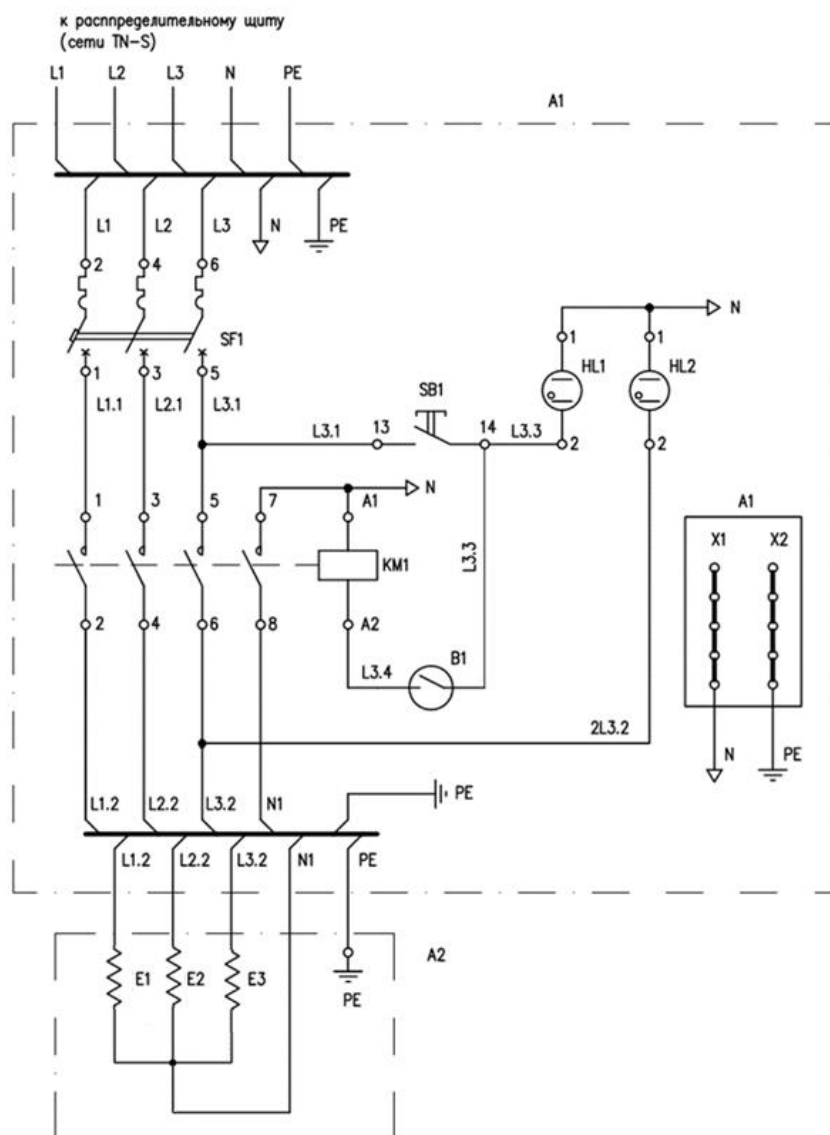 к расппределительному щиту
(сети TN-S)
L1 L2 L3 N PE
A1
L1 L2 L3 N PE
2 4 6
N
1 1
SF1
HL1 HL2
SB1
1 3 5
L1.1 L2.1 L3.1
L3.1 13 14 L3.3 2 2
N
1 3 5 7 A1
A1
X1 X2
L3.3
KM1
2 4 6 8 A2
B1
L3.4
2L3.2
N PE
PE
L1.2 L2.2 L3.2 N1
L1.2 L2.2 L3.2 N1 PE
A2
E1 E2 E3
PE